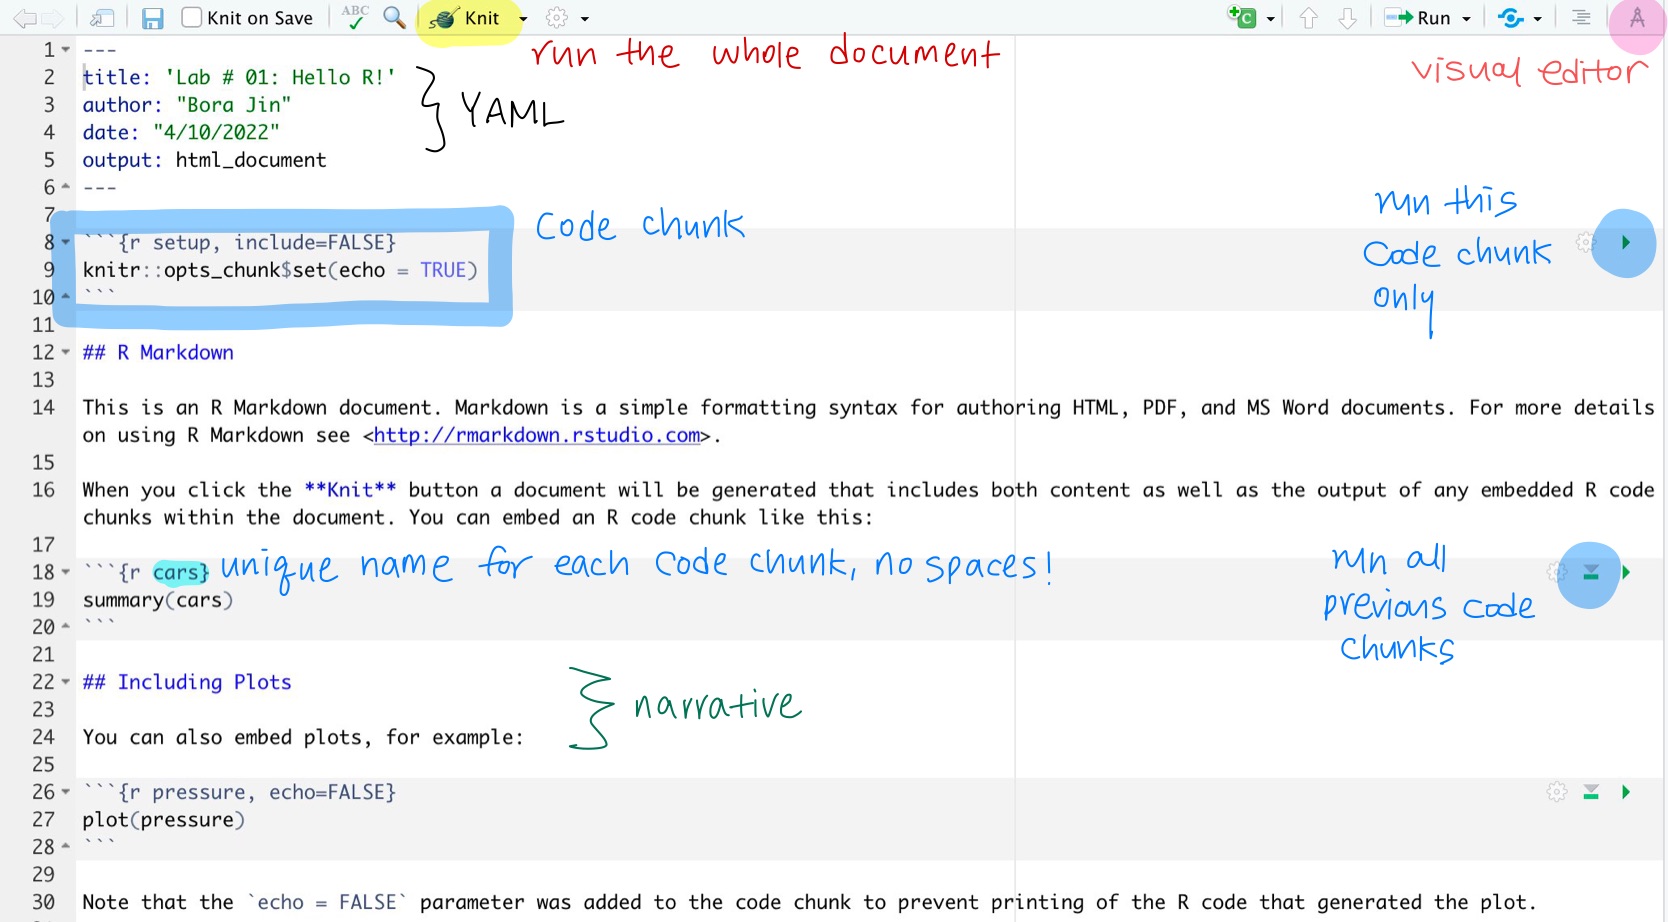 Knit on Save ABC Knit Run
run the whole document
visual editor
1 ---
2 title: 'Lab # 01: Hello R!'
3 author: "Bora Jin"
YAML
4 date: "4/10/2022"
5 output: html_document
6 ---
7
Code chunk
run this
Code chunk
only
8 ```{r setup, include=FALSE}
9 knitr::opts_chunk$set(echo = TRUE)
10 ```
11
12 ## R Markdown
13
14 This is an R Markdown document. Markdown is a simple formatting syntax for authoring HTML, PDF, and MS Word documents. For more details
on using R Markdown see <http://rmarkdown.rstudio.com>.
15
16 When you click the **Knit** button a document will be generated that includes both content as well as the output of any embedded R code
chunks within the document. You can embed an R code chunk like this:
17
18 ```{r cars} unique name for each code chunk, no spaces!
run all
previous code
chunks
19 summary(cars)
20 ```
21
22 ## Including Plots
23
narrative
24 You can also embed plots, for example:
25
26 ```{r pressure, echo=FALSE}
27 plot(pressure)
28 ```
29
30 Note that the `echo = FALSE` parameter was added to the code chunk to prevent printing of the R code that generated the plot.